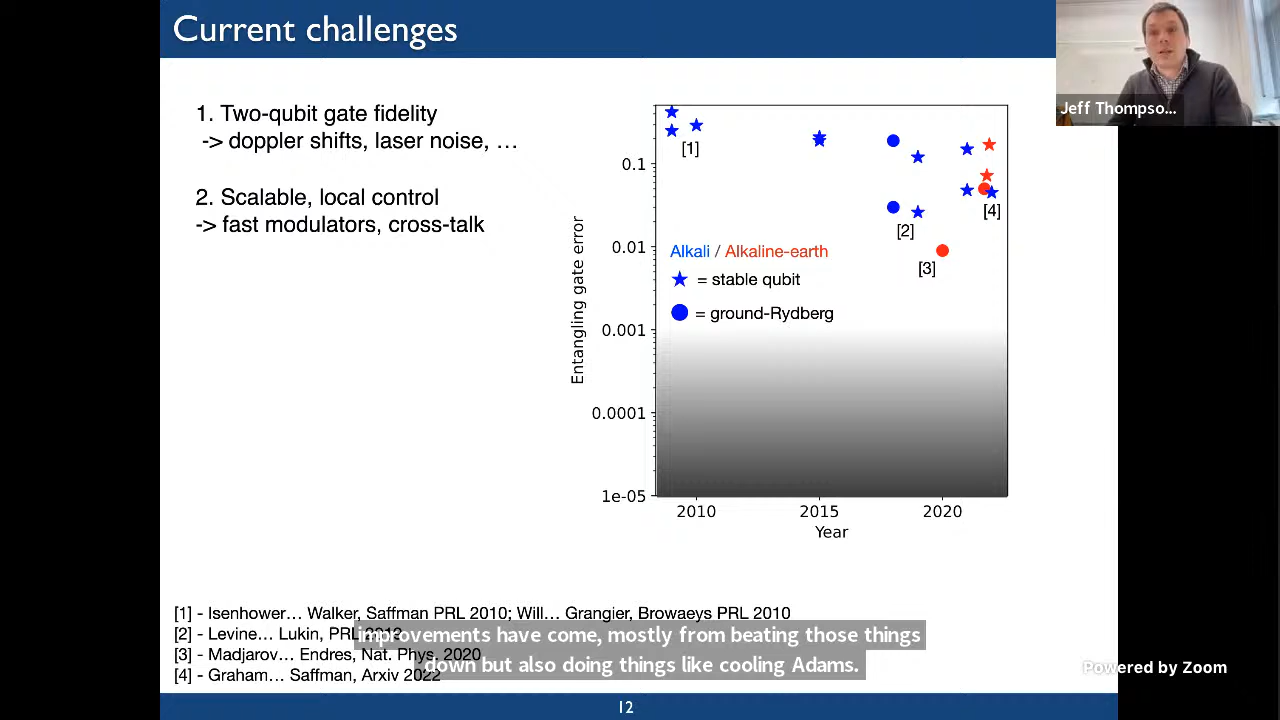 Current challenges
Jeff Thompso...
1. Two-qubit gate fidelity
-> doppler shifts, laser noise, …
2. Scalable, local control
-> fast modulators, cross-talk
Entangling gate error
0.1
0.01
0.001
0.0001
1e-05
[1]
[2]
[3]
[4]
Alkali / Alkaline-earth
= stable qubit
= ground-Rydberg
2010 2015 2020
Year
[1] - Isenhower… Walker, Saffman PRL 2010; Will… Grangier, Browaeys PRL 2010
[2] - Levine… Lukin, PRL
[3] - Madjarov… Endres, Nat. Phys. 2020
[4] - Graham… Saffman, Arxiv 2022
improvements have come, mostly from beating those things
down but also doing things like cooling Adams.
Powered by Zoom
12